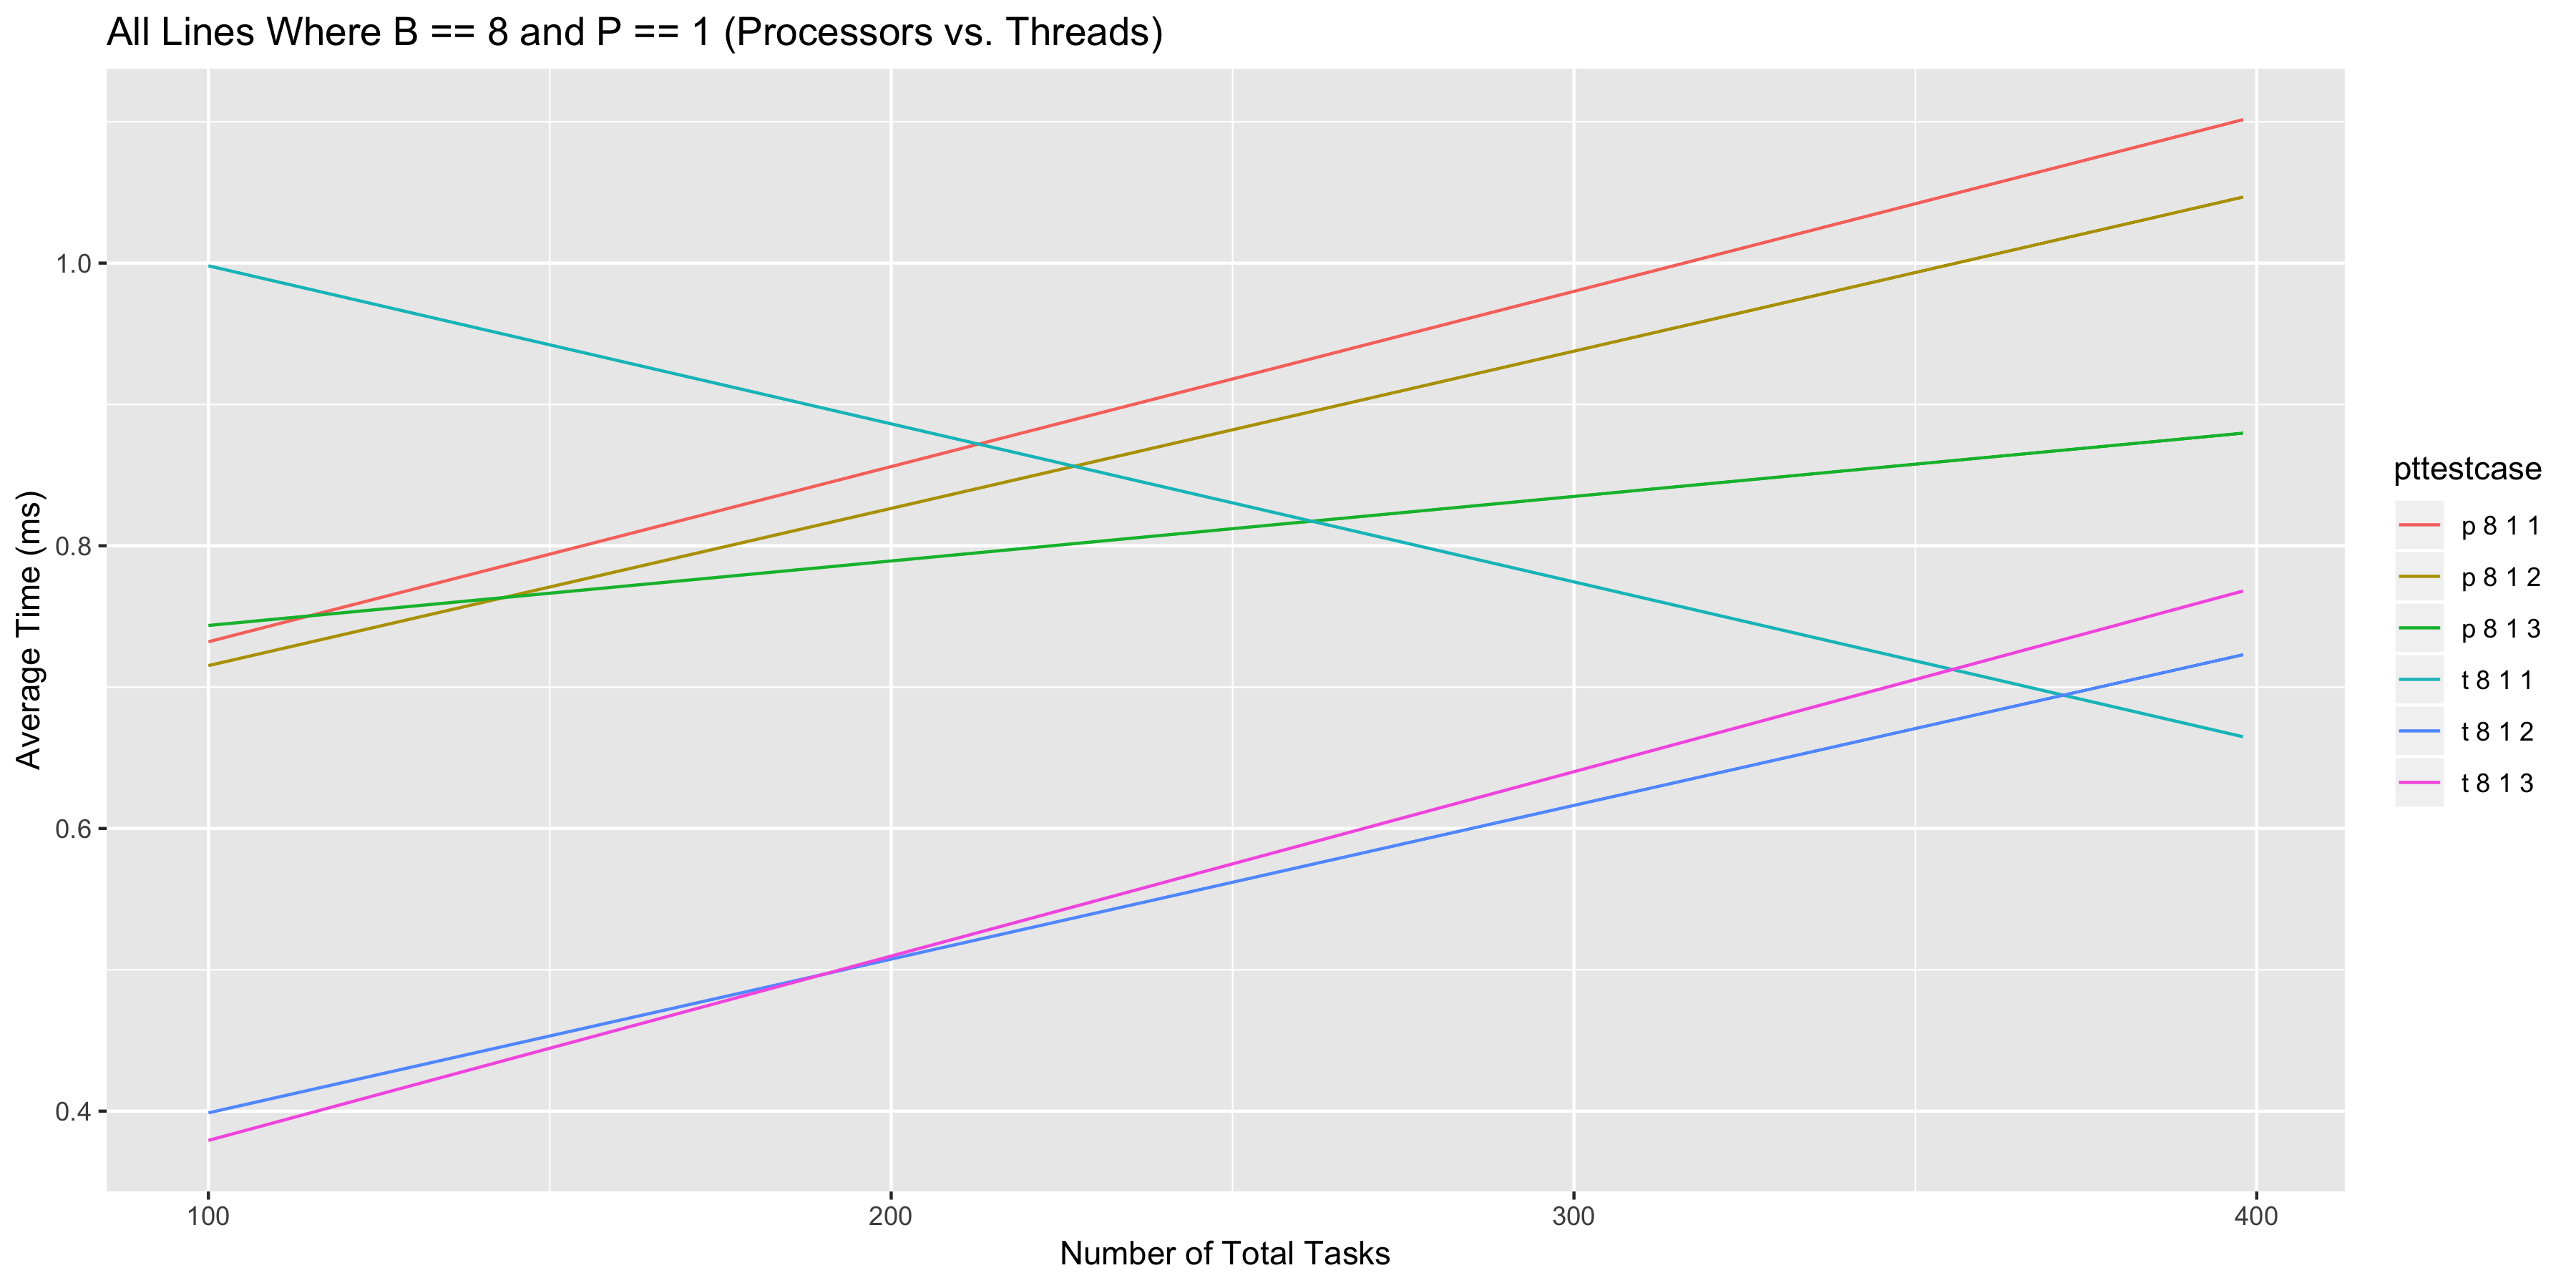 All Lines Where B == 8 and P == 1 (Processors vs. Threads)
Average Time (ms)
1.0
0.8
0.6
0.4
100
200
300
400
Number of Total Tasks
pttestcase
p 8 1 1
p 8 1 2
p 8 1 3
t 8 1 1
t 8 1 2
t 8 1 3